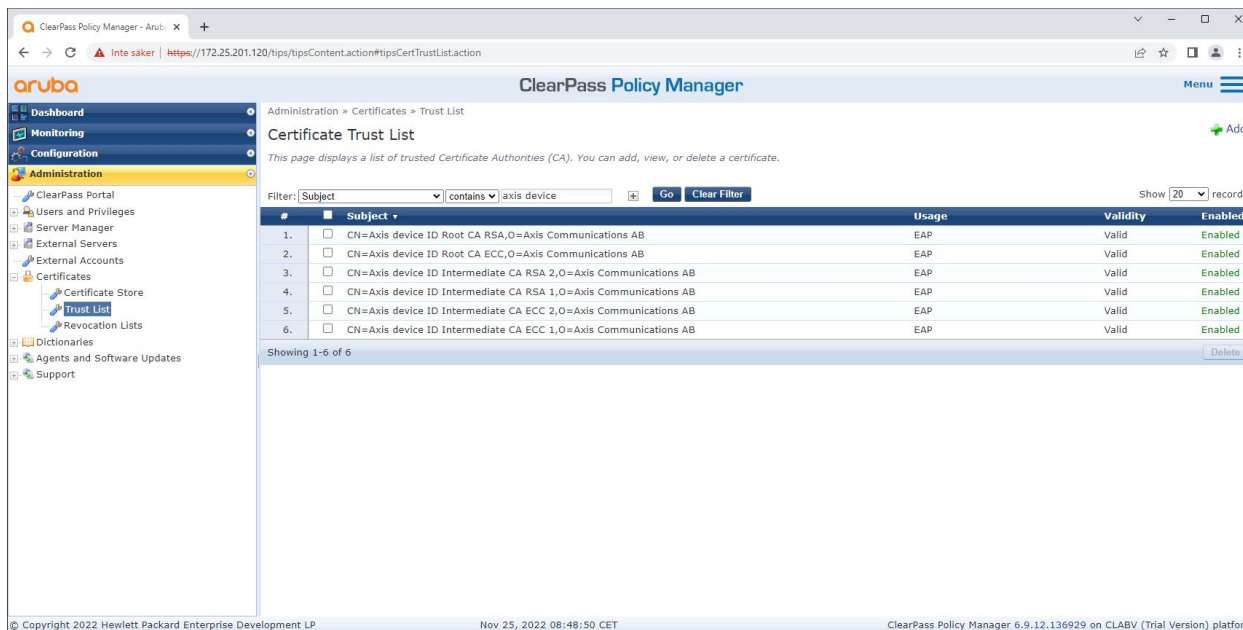 ClearPass Policy Manager - Arub
Inte säker | https://172.25.201.120/tips/tipsContent.action#tipsCertTrustList.action
aruba
ClearPass Policy Manager
Menu
Dashboard
Monitoring
Configuration
Administration
ClearPass Portal
Users and Privileges
Server Manager
External Servers
External Accounts
Certificates
Certificate Store
Trust List
Revocation Lists
Dictionaries
Agents and Software Updates
Support
Administration » Certificates » Trust List
Certificate Trust List
Add
This page displays a list of trusted Certificate Authorities (CA). You can add, view, or delete a certificate.
Filter: Subject contains axis device + Go Clear Filter Show 20 record
# Subject Usage Validity Enabled
1. CN=Axis device ID Root CA RSA,O=Axis Communications AB EAP Valid Enabled
2. CN=Axis device ID Root CA ECC,O=Axis Communications AB EAP Valid Enabled
3. CN=Axis device ID Intermediate CA RSA 2,O=Axis Communications AB EAP Valid Enabled
4. CN=Axis device ID Intermediate CA RSA 1,O=Axis Communications AB EAP Valid Enabled
5. CN=Axis device ID Intermediate CA ECC 2,O=Axis Communications AB EAP Valid Enabled
6. CN=Axis device ID Intermediate CA ECC 1,O=Axis Communications AB EAP Valid Enabled
Showing 1-6 of 6 Delete
© Copyright 2022 Hewlett Packard Enterprise Development LP Nov 25, 2022 08:48:50 CET ClearPass Policy Manager 6.9.12.136929 on CLABV (Trial Version) platfor